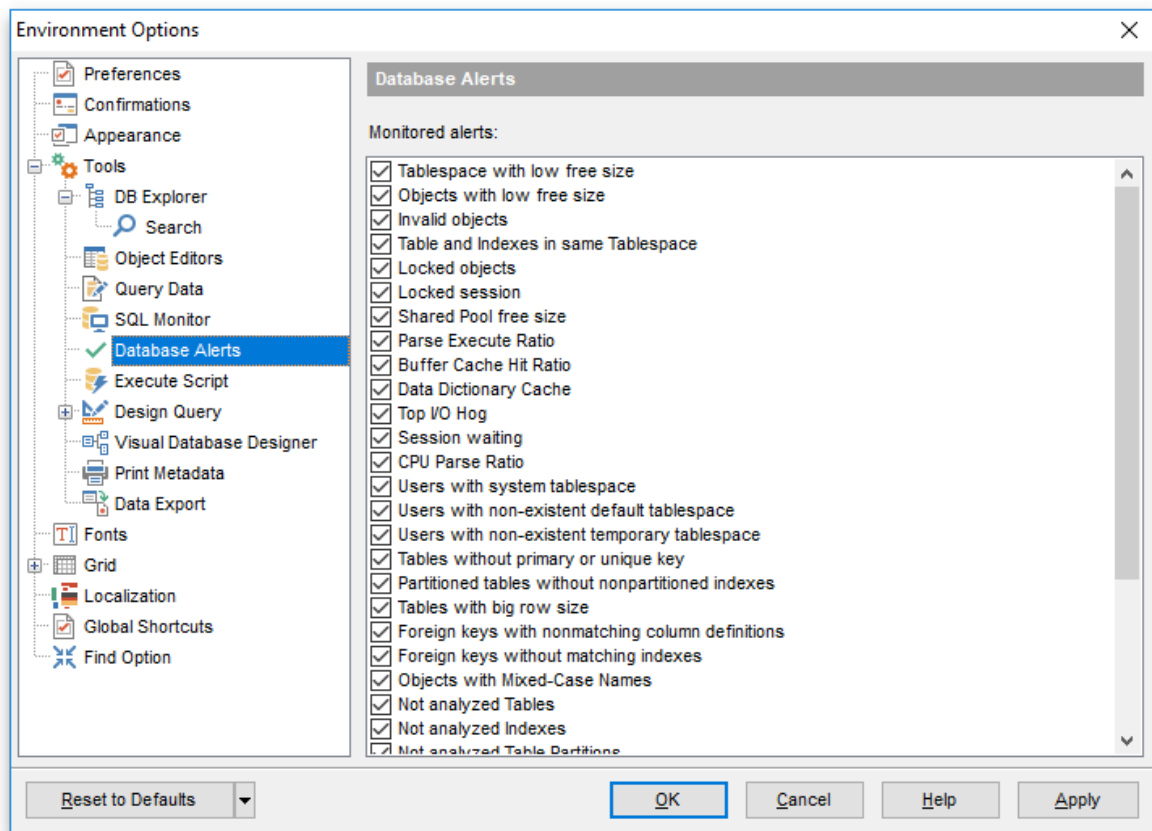 Environment Options
Preferences
Confirmations
Appearance
Tools
DB Explorer
Search
Object Editors
Query Data
SQL Monitor
Database Alerts
Execute Script
Design Query
Visual Database Designer
Print Metadata
Data Export
Fonts
Grid
Localization
Global Shortcuts
Find Option
Database Alerts
Monitored alerts:
Tablespace with low free size
Objects with low free size
Invalid objects
Table and Indexes in same Tablespace
Locked objects
Locked session
Shared Pool free size
Parse Execute Ratio
Buffer Cache Hit Ratio
Data Dictionary Cache
Top I/O Hog
Session waiting
CPU Parse Ratio
Users with system tablespace
Users with non-existent default tablespace
Users with non-existent temporary tablespace
Tables without primary or unique key
Partitioned tables without nonpartitioned indexes
Tables with big row size
Foreign keys with nonmatching column definitions
Foreign keys without matching indexes
Objects with Mixed-Case Names
Not analyzed Tables
Not analyzed Indexes
Not analyzed Table Partitions
Reset to Defaults
OK
Cancel
Help
Apply